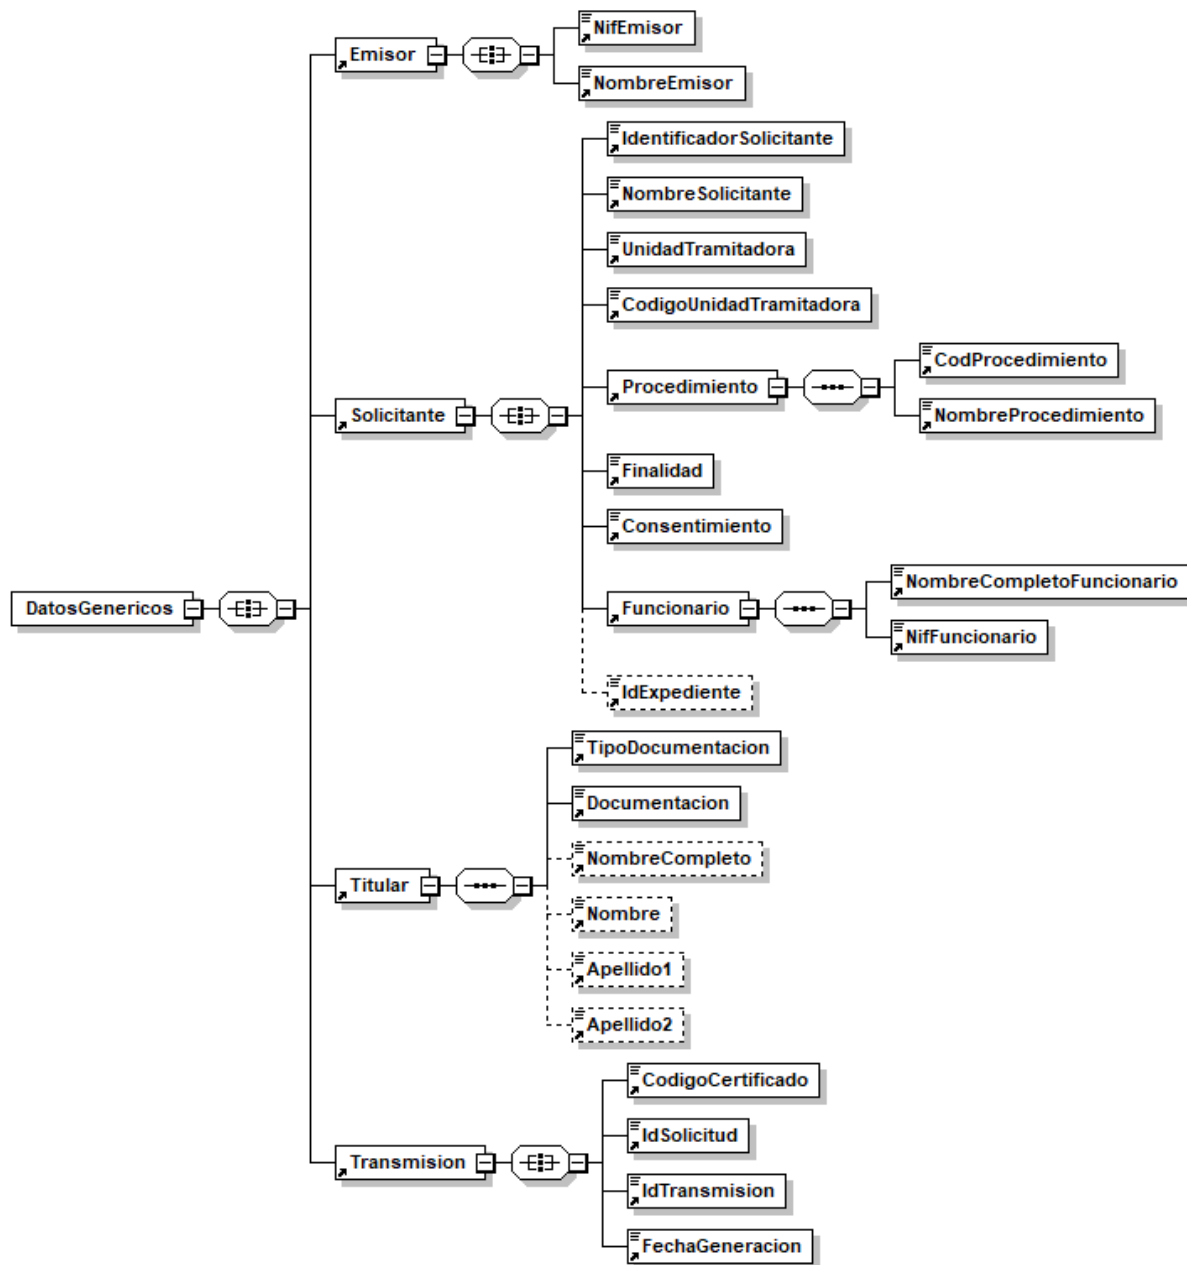 DatosGenericos
Emisor
NifEmisor
NombreEmisor
Solicitante
IdentificadorSolicitante
NombreSolicitante
UnidadTramitadora
CodigoUnidadTramitadora
Procedimiento
CodProcedimiento
NombreProcedimiento
Finalidad
Consentimiento
Funcionario
NombreCompletoFuncionario
NifFuncionario
IdExpediente
Titular
TipoDocumentacion
Documentacion
NombreCompleto
Nombre
Apellido1
Apellido2
Transmision
CodigoCertificado
IdSolicitud
IdTransmision
FechaGeneracion